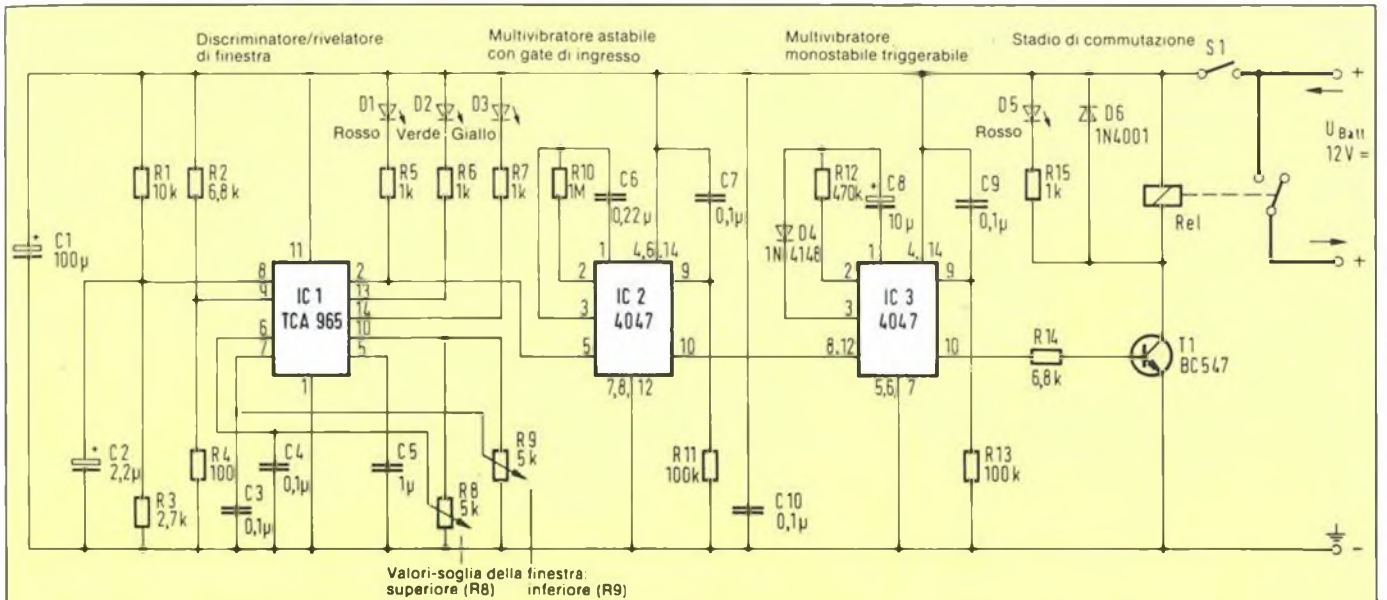 Discriminatore/rivelatore
di finestra
Multivibratore astabile
con gate di ingresso
Multivibratore
monostabile triggerabile
Stadio di commutazione
S1
+
D1
Rosso
D2
Verde
D3
Giallo
D5
Rosso
D6
1N4001
U Batt
12V =
R1
10k
R2
6,8k
R5
1k
R6
1k
R7
1k
R10
1M
C6
0,22µ
C7
0,1µ
R12
470k
C8
+
10µ
C9
0,1µ
R15
1k
Rel
+
C1
+
100µ
D4
1N4148
11
8
9
6
7
2
13
14
10
5
1
IC 1
TCA 965
1
4,6,14
2
3
5
9
10
7,8, 12
IC 2
4047
1
4, 14
2
3
8,12
9
10
5,6, 7
IC 3
4047
R14
6,8k
T1
BC547
C2
+
2,2µ
R3
2,7k
R4
100
C3
0,1µ
C4
0,1µ
C5
1µ
R8
5k
R9
5k
R11
100k
C10
0,1µ
R13
100k
-
Valori-soglia della finestra:
superiore (R8) inferiore (R9)